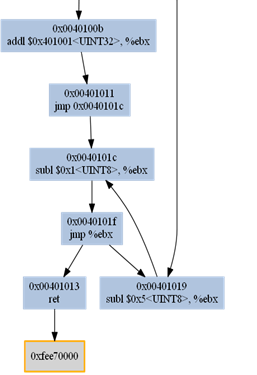 0x0040100b
addl $0x401001<UINT32>, %ebx
0x00401011
jmp 0x0040101c
0x0040101c
subl $0x1<UINT8>, %ebx
0x0040101f
jmp %ebx
0x00401013
ret
0x00401019
subl $0x5<UINT8>, %ebx
0xfee70000